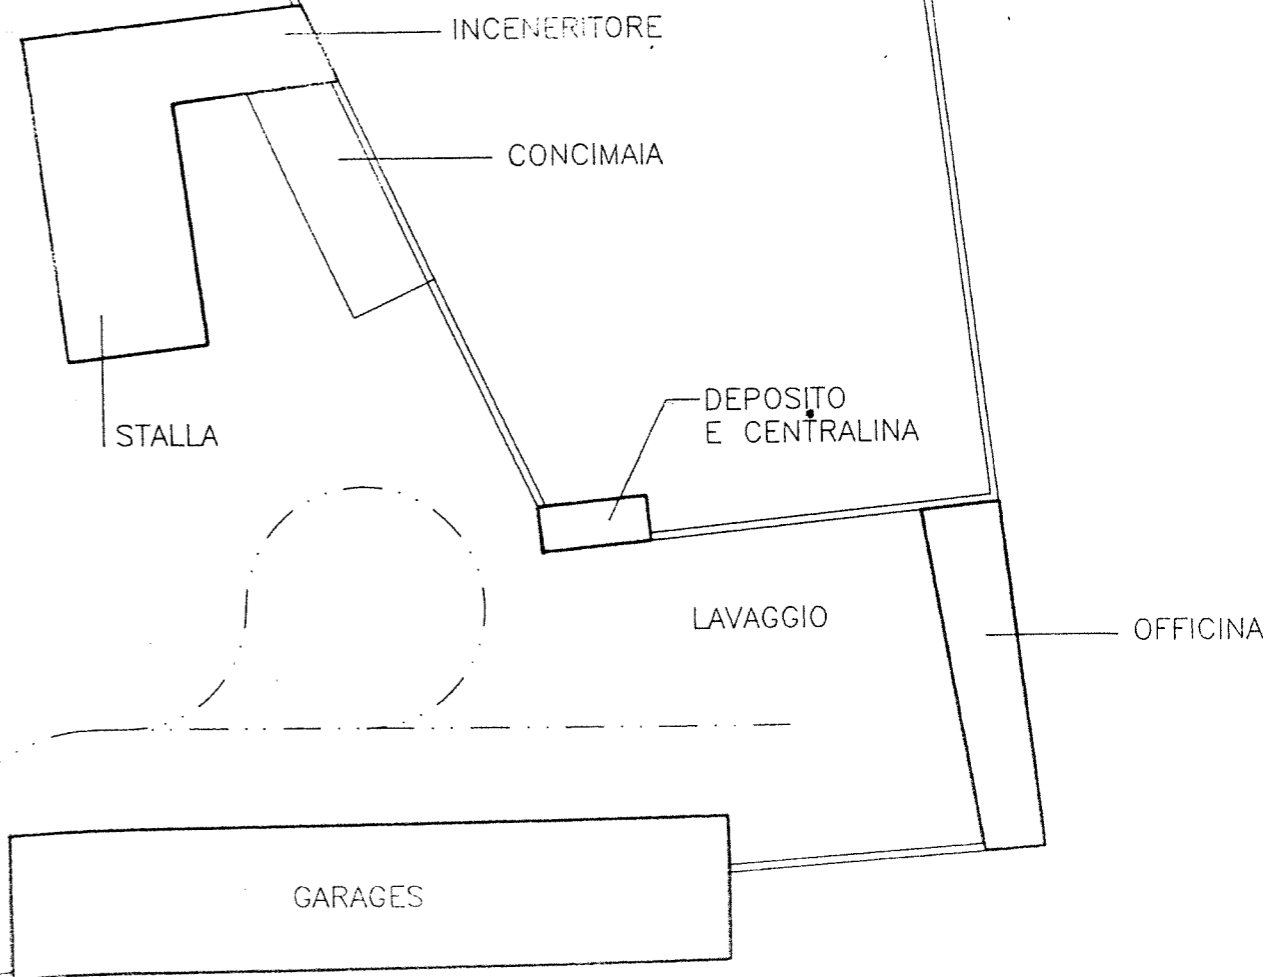 INCENERITORE
CONCIMAIA
DEPOSITO
E CENTRALINA
STALLA
LAVAGGIO
OFFICINA
GARAGES